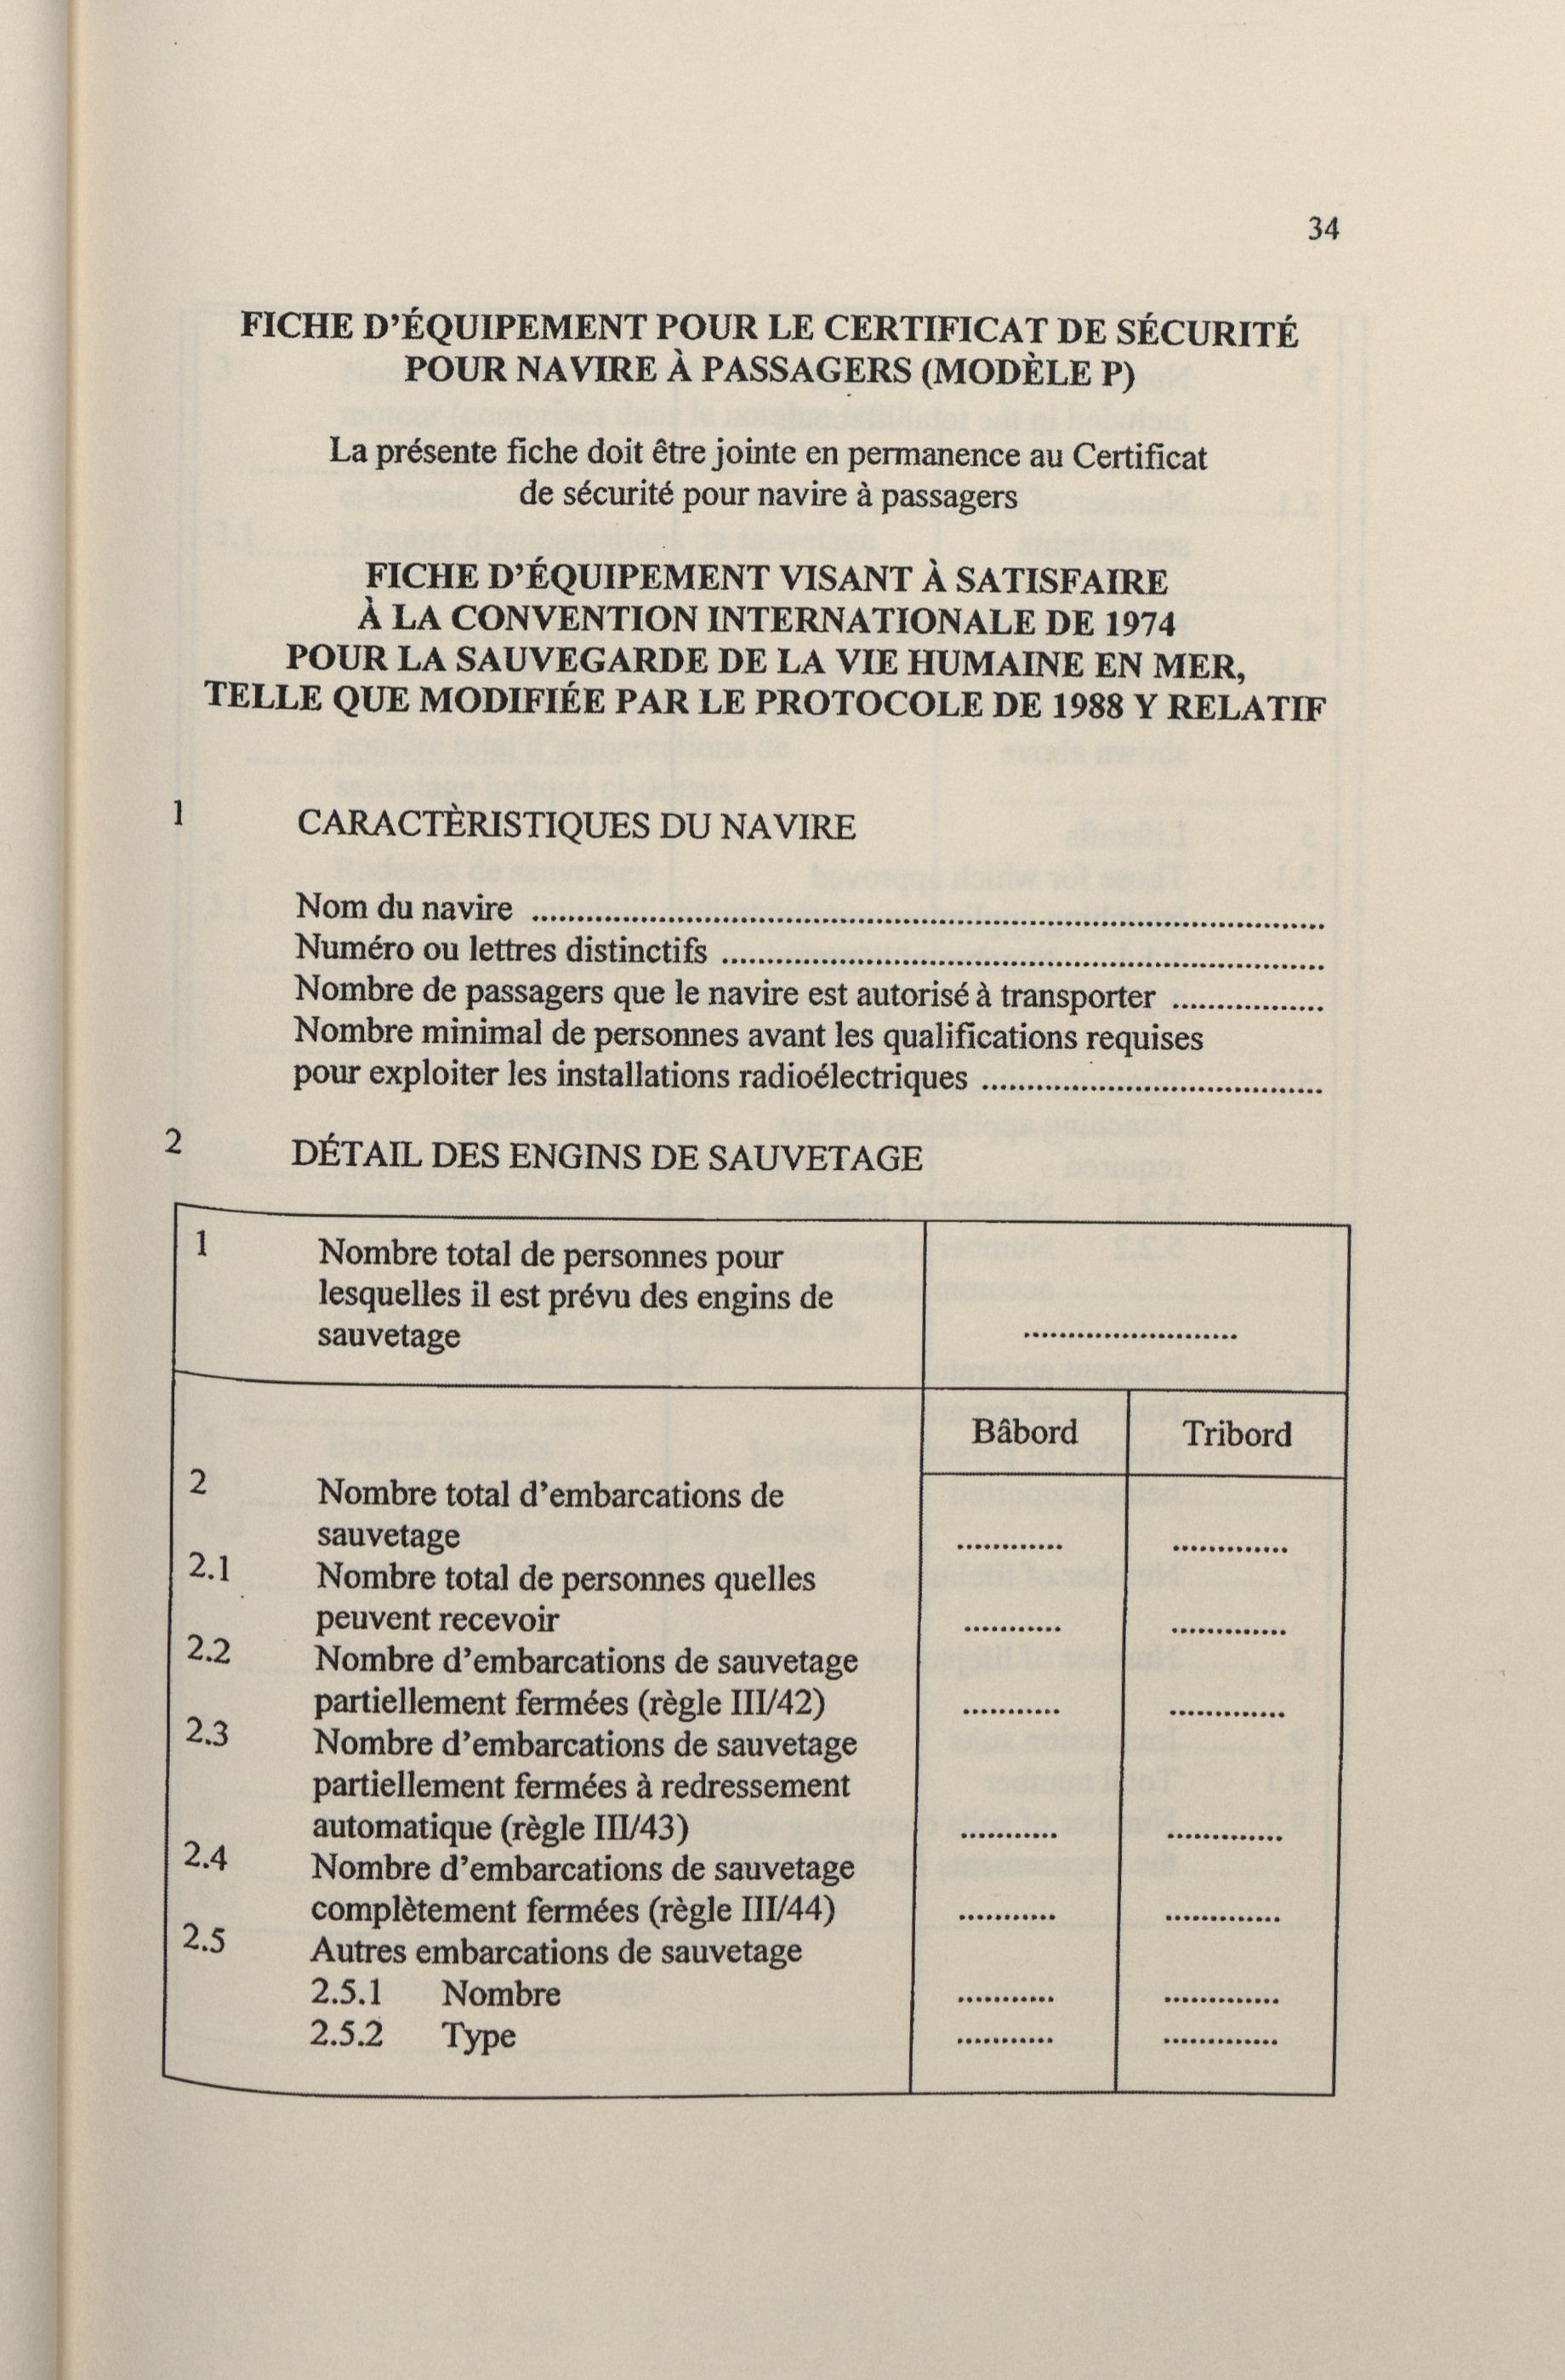 34
FICHE D'ÉQUIPEMENT POUR LE CERTIFICAT DE SÉCURITÉ
POUR NAVIRE À PASSAGERS (MODÈLE P)
La présente fiche doit être jointe en permanence au Certificat
de sécurité pour navire à passagers
FICHE D'ÉQUIPEMENT VISANT À SATISFAIRE
À LA CONVENTION INTERNATIONALE DE 1974
POUR LA SAUVEGARDE DE LA VIE HUMAINE EN MER,
TELLE QUE MODIFIÉE PAR LE PROTOCOLE DE 1988 Y RELATIF
1 CARACTÈRISTIQUES DU NAVIRE
Nom du navire ........................................
Numéro ou lettres distinctifs ........................................
Nombre de passagers que le navire est autorisé à transporter .................
Nombre minimal de personnes avant les qualifications requises
pour exploiter les installations radioélectriques ......................................
2 DÉTAIL DES ENGINS DE SAUVETAGE
1 Nombre total de personnes pour
lesquelles il est prévu des engins de
sauvetage ........................
Bâbord Tribord
2 Nombre total d'embarcations de
sauvetage ............ .............
2.1 Nombre total de personnes quelles
peuvent recevoir ........... .............
2.2 Nombre d'embarcations de sauvetage
partiellement fermées (règle III/42) ........... .............
2.3 Nombre d'embarcations de sauvetage
partiellement fermées à redressement
automatique (règle III/43) ........... .............
2.4 Nombre d'embarcations de sauvetage
complètement fermées (règle III/44) ........... .............
2.5 Autres embarcations de sauvetage
2.5.1 Nombre ........... .............
2.5.2 Type ........... .............